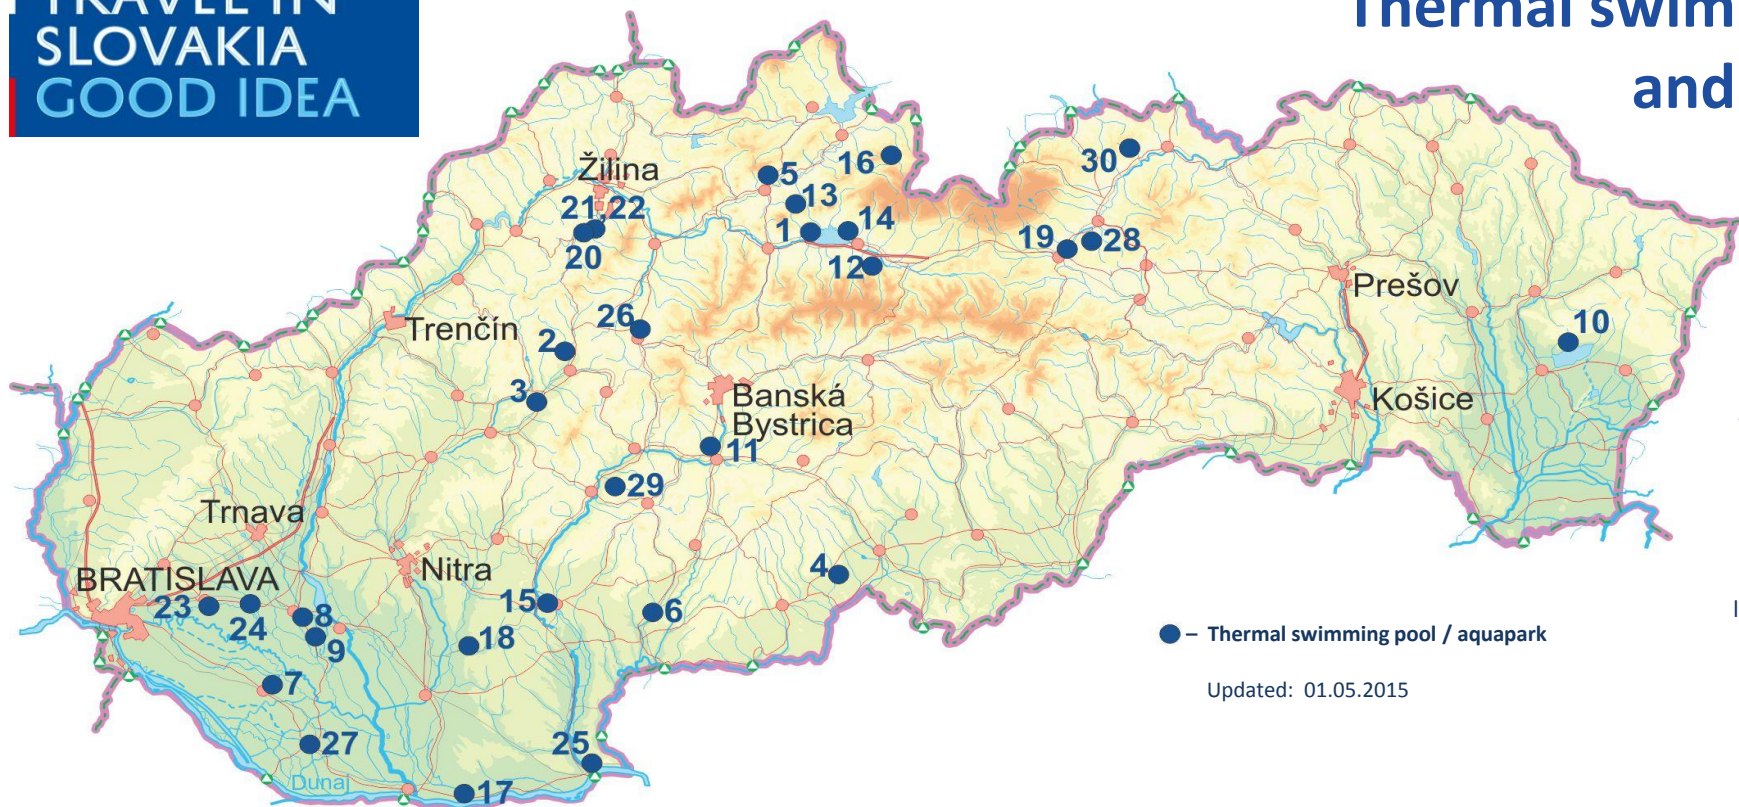 TRAVEL IN
SLOVAKIA
GOOD IDEA
Thermal swim
and
Žilina
21,22
20
5
13
1
14
16
12
30
19
28
Prešov
10
Trenčín
26
2
3
Banská
Bystrica
11
Košice
29
Trnava
Nitra
BRATISLAVA
23
24
8
9
15
18
6
4
7
27
25
17
Dunaj
– Thermal swimming pool / aquapark
Updated: 01.05.2015